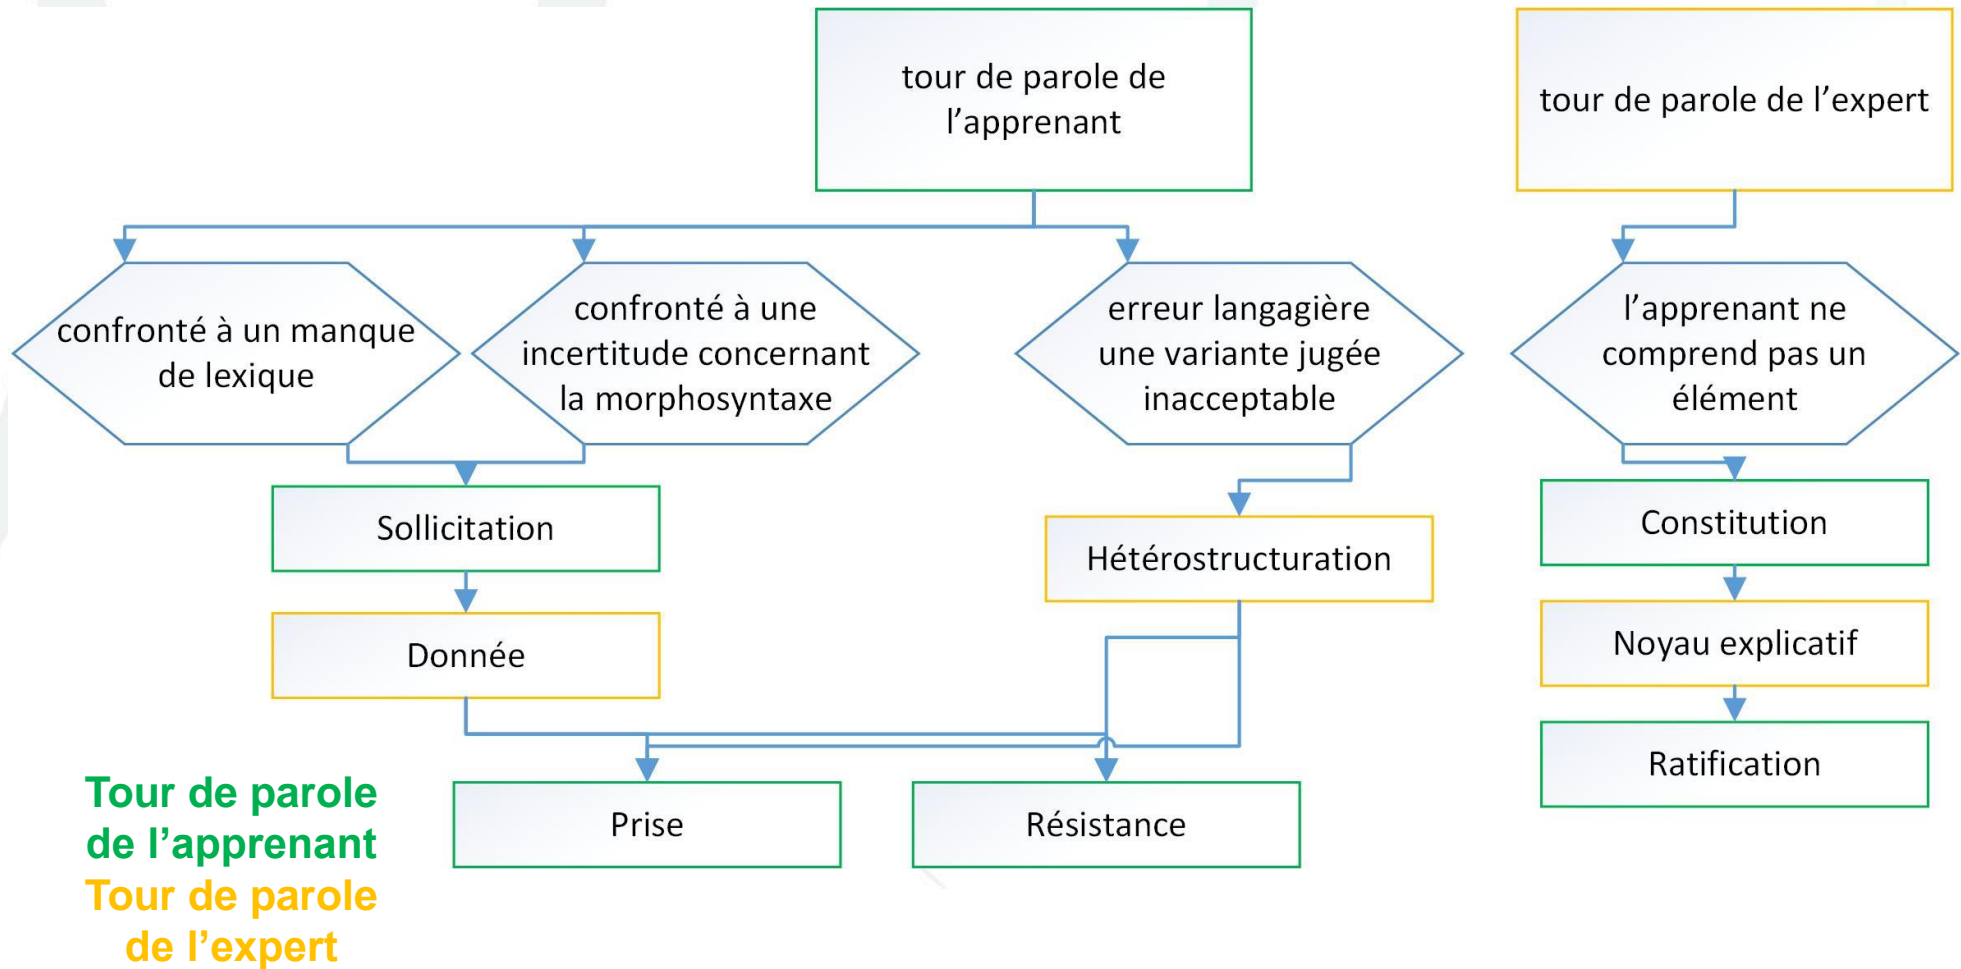 tour de parole de
l’apprenant
tour de parole de l’expert
confronté à un manque
de lexique
confronté à une
incertitude concernant
la morphosyntaxe
erreur langagière
une variante jugée
inacceptable
l’apprenant ne
comprend pas un
élément
Sollicitation
Hétérostructuration
Constitution
Donnée
Noyau explicatif
Prise
Résistance
Ratification
Tour de parole
de l’apprenant
Tour de parole
de l’expert